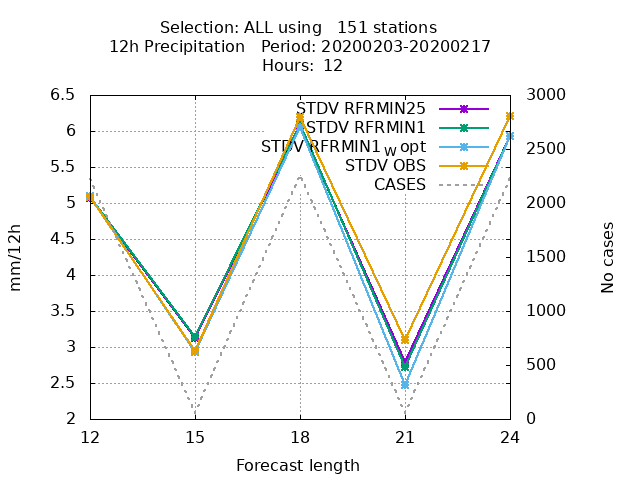 Selection: ALL using   151 stations
12h Precipitation   Period: 20200203-20200217
Hours:  12
6.5
6
5.5
5
4.5
4
3.5
3
2.5
2
3000
2500
2000
1500
1000
500
0
12
15
18
21
24
mm/12h
No cases
Forecast length
STDV RFRMIN25
STDV RFRMIN1
STDV RFRMIN1w opt
STDV OBS
CASES